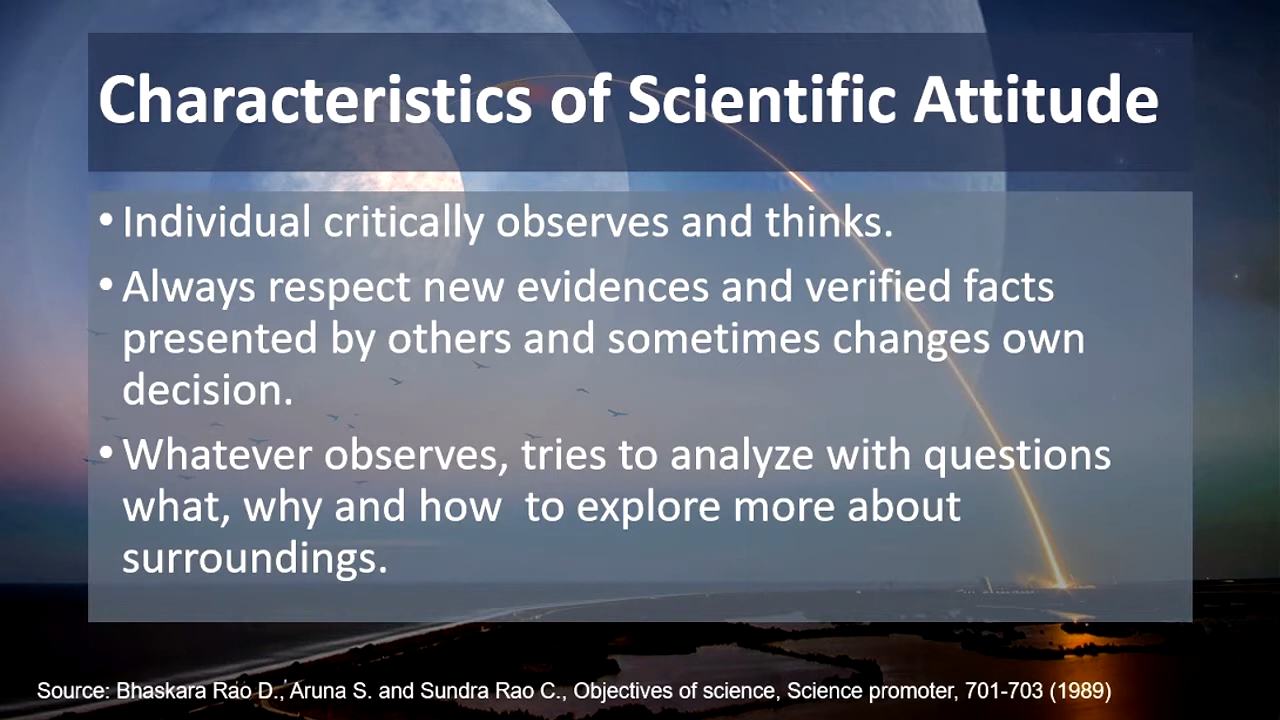 Characteristics of Scientific Attitude
• Individual critically observes and thinks.
• Always respect new evidences and verified facts
presented by others and sometimes changes own
decision.
• Whatever observes, tries to analyze with questions
what, why and how  to explore more about
surroundings.
Source: Bhaskara Rao D., Aruna S. and Sundra Rao C., Objectives of science, Science promoter, 701-703 (1989)